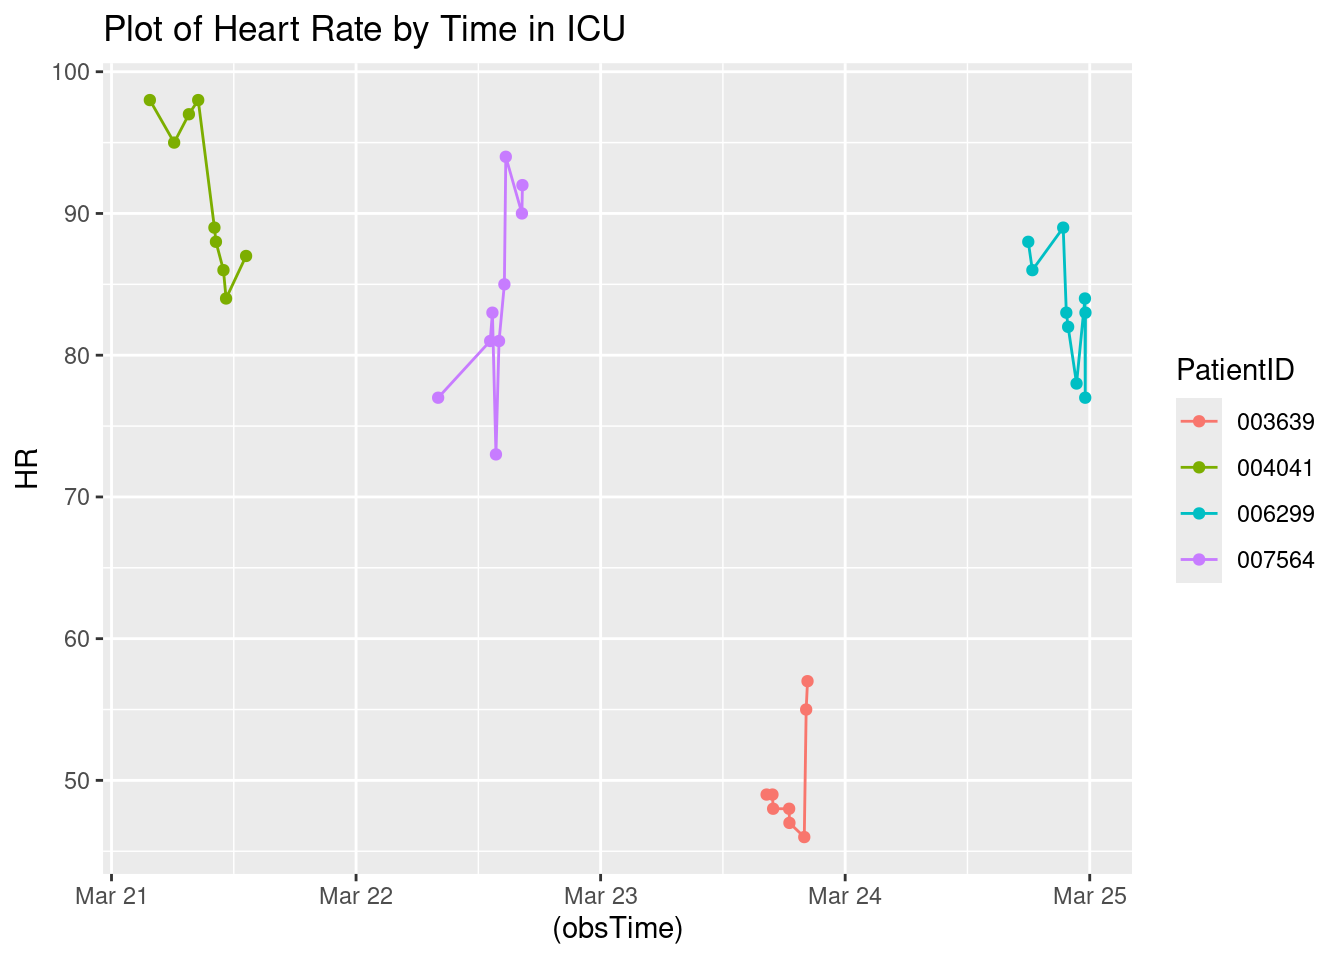 Plot of Heart Rate by Time in ICU
100
90
80
70
60
50
HR
Mar 21
Mar 22
Mar 23
Mar 24
Mar 25
(obsTime)
PatientID
003639
004041
006299
007564